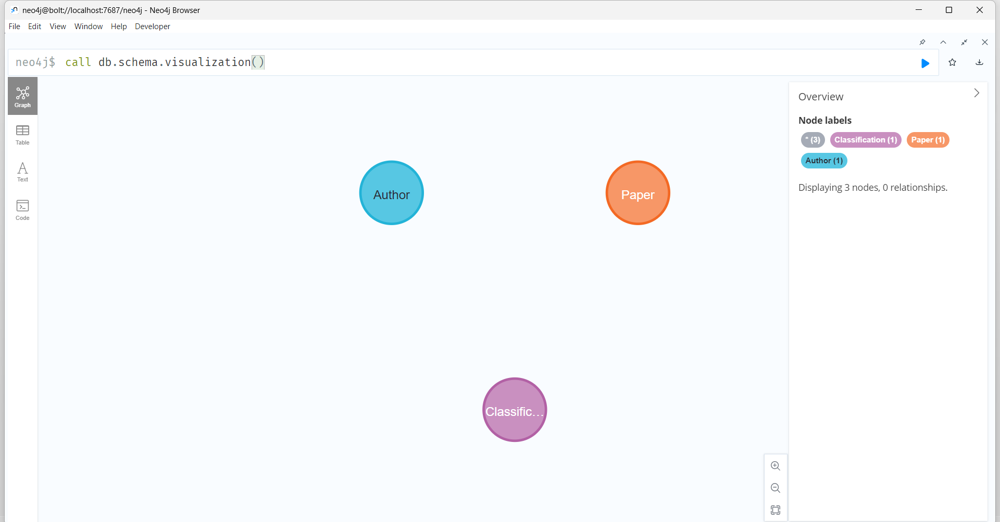 neo4j@bolt://localhost:7687/neo4j - Neo4j Browser
File Edit View Window Help Developer
neo4j$ call db.schema.visualization()
Graph
Table
Text
Code
Author
Paper
Classific...
Overview
Node labels
* (3) Classification (1) Paper (1)
Author (1)
Displaying 3 nodes, 0 relationships.